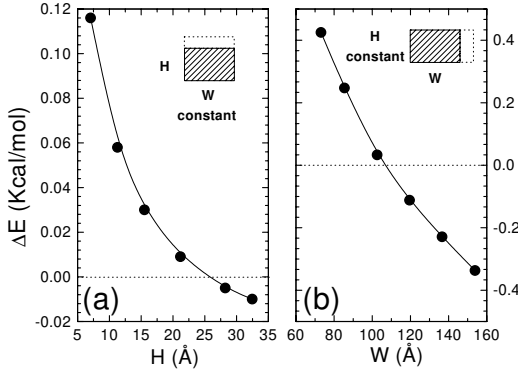 0.12
0.10
0.08
0.06
0.04
0.02
0.00
-0.02
ΔE (Kcal/mol)
H
W
constant
(a)
5 10 15 20 25 30 35
H (Å)
H
constant
W
(b)
0.4
0.2
0.0
-0.2
-0.4
60 80 100 120 140 160
W (Å)